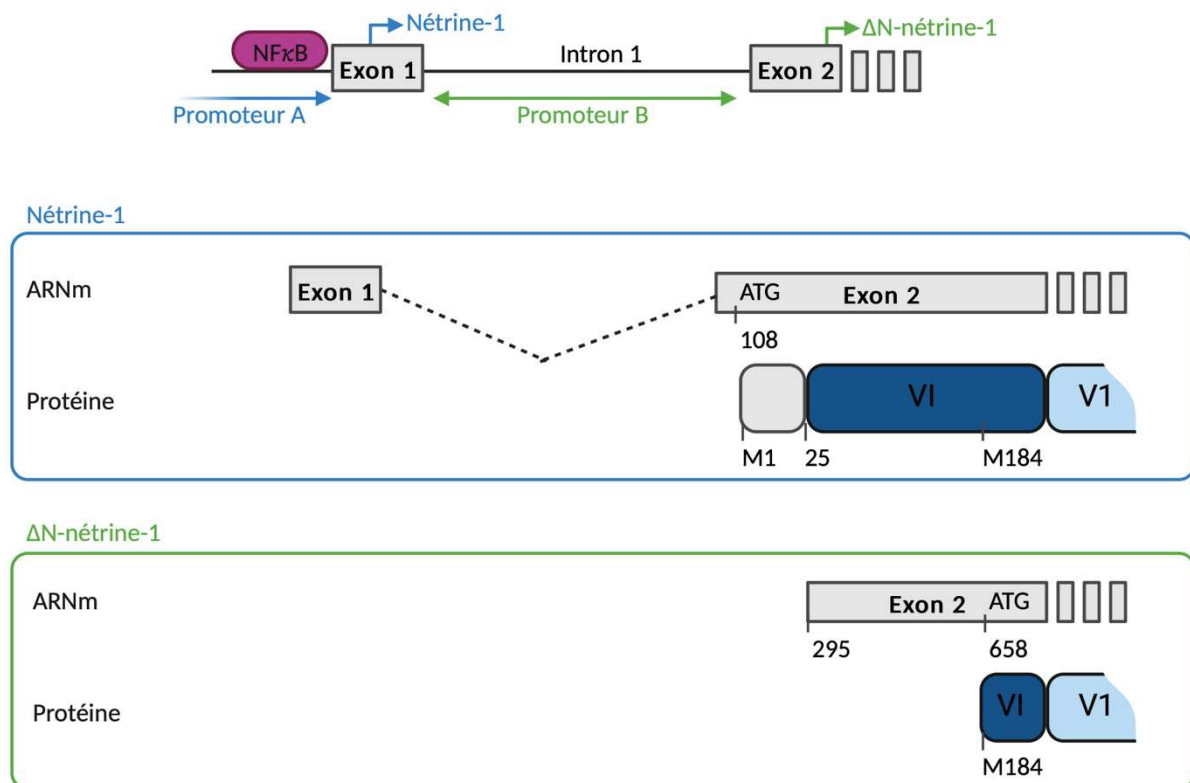 Nétrine-1
ΔN-nétrine-1
NFκB
Exon 1
Intron 1
Exon 2
Promoteur A
Promoteur B
Nétrine-1
ARNm
Exon 1
ATG
Exon 2
108
Protéine
VI
V1
M1
25
M184
ΔN-nétrine-1
ARNm
Exon 2
ATG
295
658
Protéine
VI
V1
M184